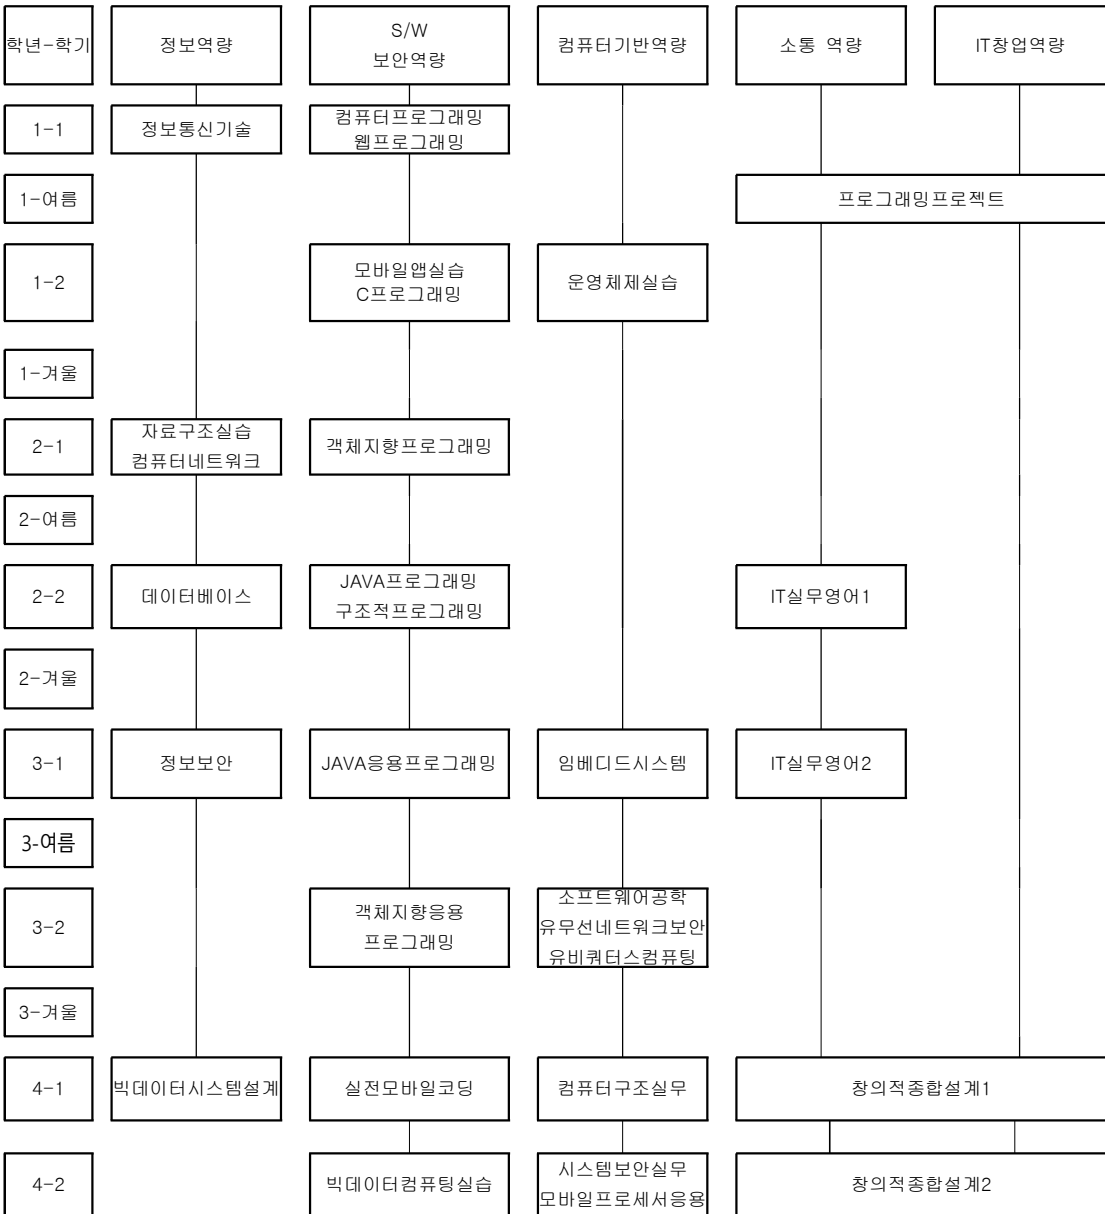 학년-학기
정보역량
S/W
보안역량
컴퓨터기반역량
소통 역량
IT창업역량
1-1
정보통신기술
컴퓨터프로그래밍
웹프로그래밍
1-여름
프로그래밍프로젝트
1-2
모바일앱실습
C프로그래밍
운영체제실습
1-겨울
2-1
자료구조실습
컴퓨터네트워크
객체지향프로그래밍
2-여름
2-2
데이터베이스
JAVA프로그래밍
구조적프로그래밍
IT실무영어1
2-겨울
3-1
정보보안
JAVA응용프로그래밍
임베디드시스템
IT실무영어2
3-여름
3-2
객체지향응용
프로그래밍
소프트웨어공학
유무선네트워크보안
유비쿼터스컴퓨팅
3-겨울
4-1
빅데이터시스템설계
실전모바일코딩
컴퓨터구조실무
창의적종합설계1
4-2
빅데이터컴퓨팅실습
시스템보안실무
모바일프로세서응용
창의적종합설계2